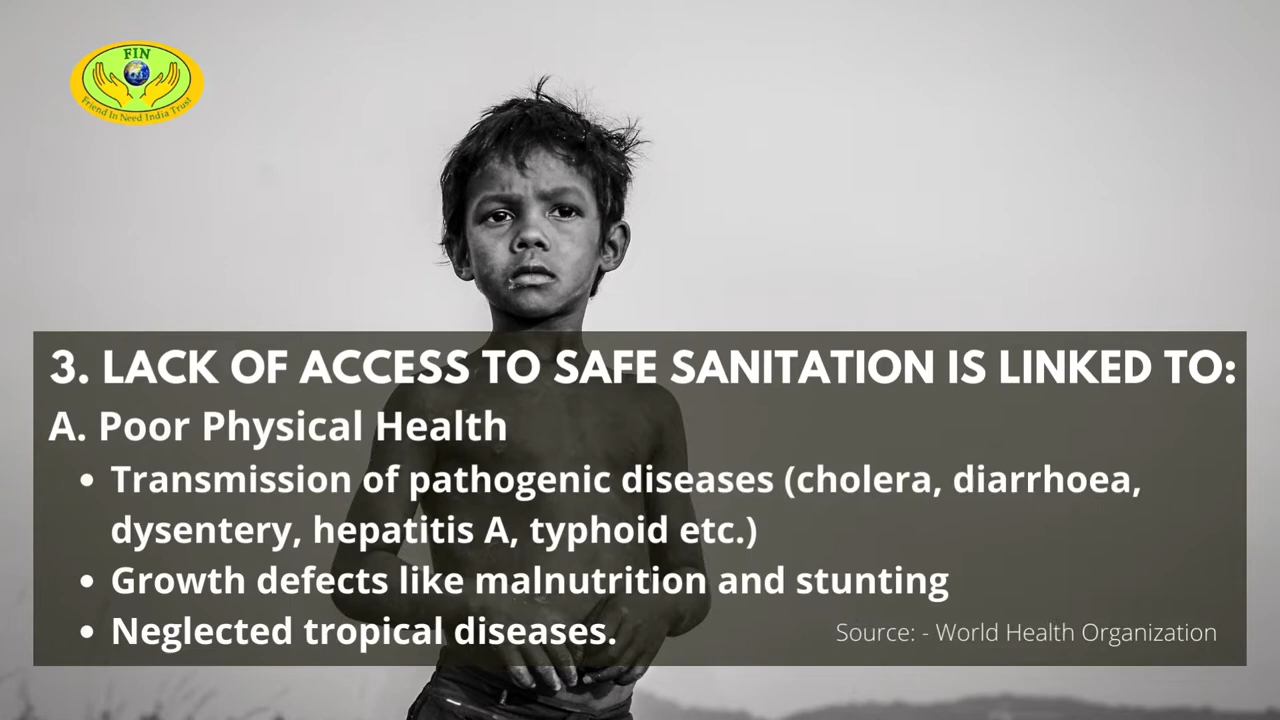 FIN
Friend In Need India Trust
3. LACK OF ACCESS TO SAFE SANITATION IS LINKED TO:
A. Poor Physical Health
• Transmission of pathogenic diseases (cholera, diarrhoea,
dysentery, hepatitis A, typhoid etc.)
• Growth defects like malnutrition and stunting
• Neglected tropical diseases.
Source: - World Health Organization